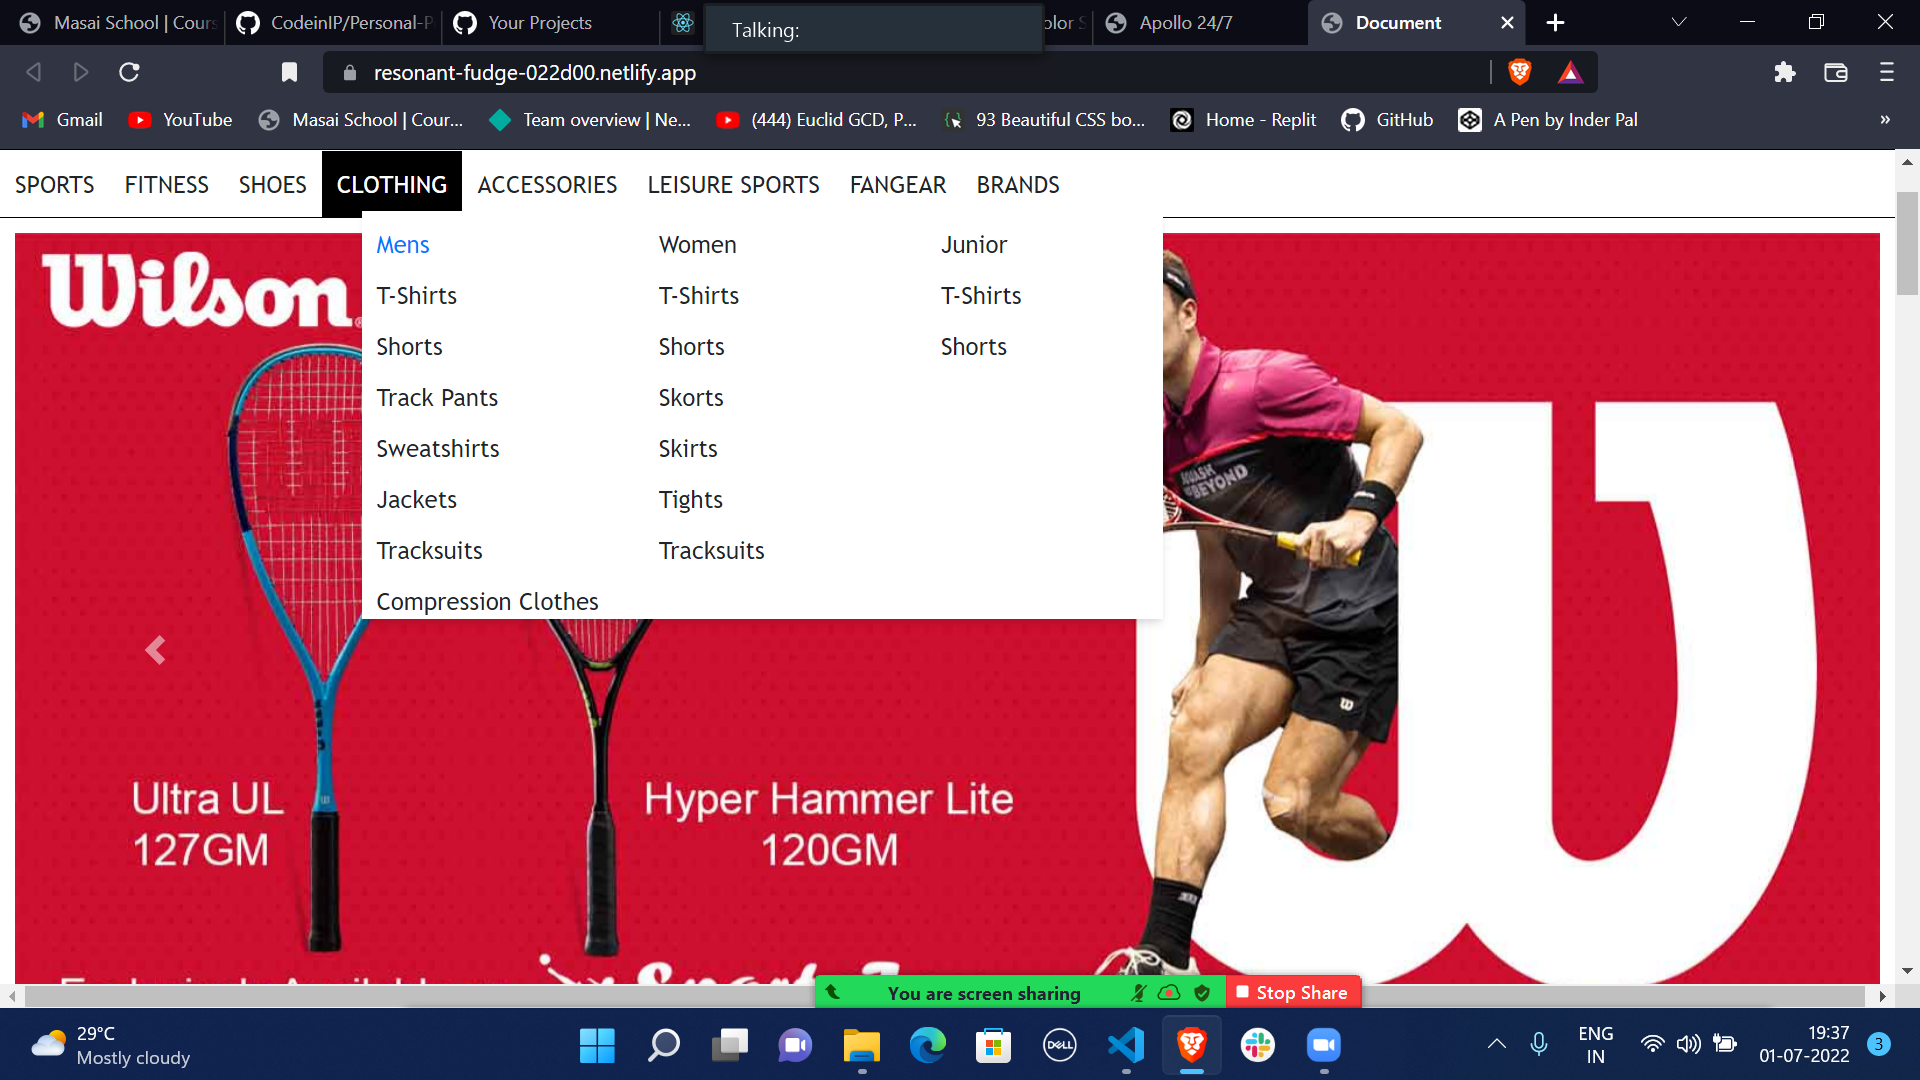 Masai School | Cours
CodeinIP/Personal-P
Your Projects
Talking:
olor S
Apollo 24/7
Document
resonant-fudge-022d00.netlify.app
Gmail
YouTube
Masai School | Cour...
Team overview | Ne...
(444) Euclid GCD, P...
93 Beautiful CSS bo...
Home - Replit
GitHub
A Pen by Inder Pal
»
SPORTS FITNESS SHOES CLOTHING ACCESSORIES LEISURE SPORTS FANGEAR BRANDS
Mens Women Junior
T-Shirts T-Shirts T-Shirts
Shorts Shorts Shorts
Track Pants Skorts
Sweatshirts Skirts
Jackets Tights
Tracksuits Tracksuits
Compression Clothes
Wilson
SQUASH
BEYOND
Ultra UL
127GM
Hyper Hammer Lite
120GM
You are screen sharing
Stop Share
29°C
Mostly cloudy
DELL
ENG
IN
19:37
01-07-2022
3